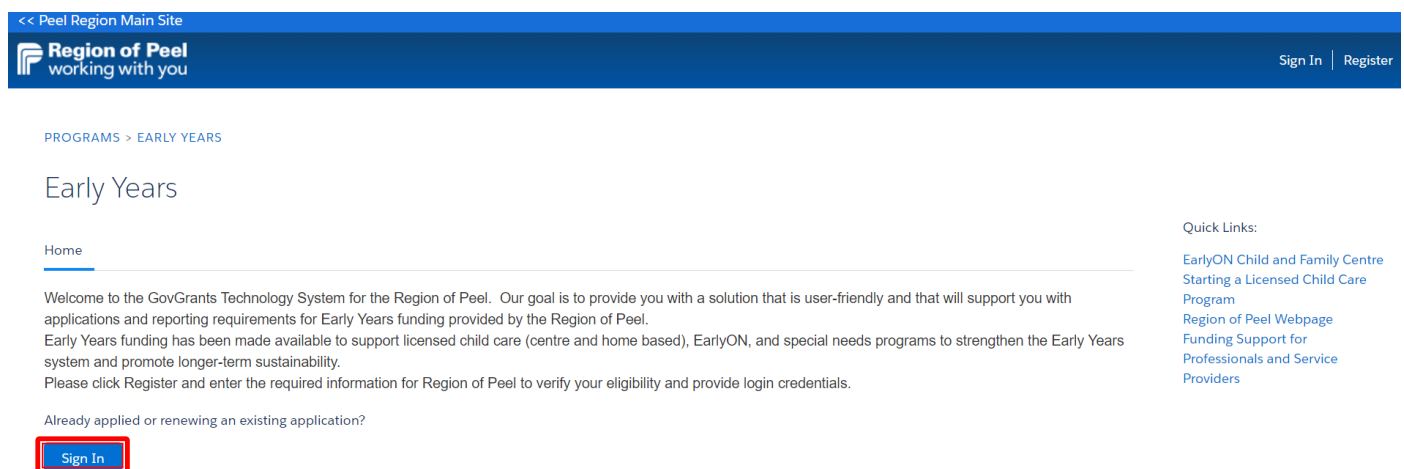 << Peel Region Main Site
Region of Peel
working with you
Sign In | Register
PROGRAMS > EARLY YEARS
Early Years
Home
Welcome to the GovGrants Technology System for the Region of Peel. Our goal is to provide you with a solution that is user-friendly and that will support you with
applications and reporting requirements for Early Years funding provided by the Region of Peel.
Early Years funding has been made available to support licensed child care (centre and home based), EarlyON, and special needs programs to strengthen the Early Years
system and promote longer-term sustainability.
Please click Register and enter the required information for Region of Peel to verify your eligibility and provide login credentials.
Already applied or renewing an existing application?
Sign In
Quick Links:
EarlyON Child and Family Centre
Starting a Licensed Child Care
Program
Region of Peel Webpage
Funding Support for
Professionals and Service
Providers